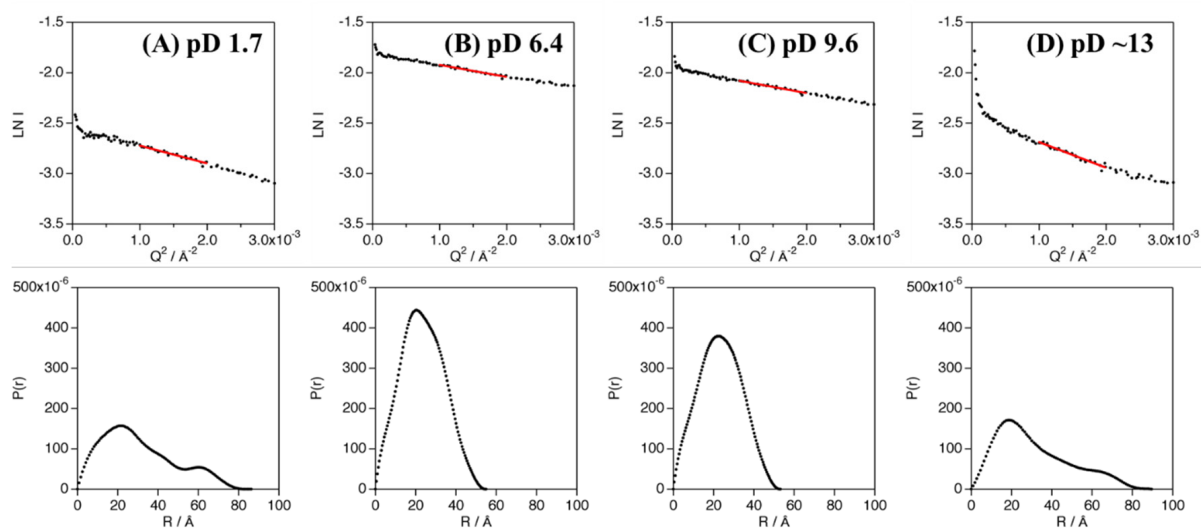 (A) pD 1.7
-1.5
-2.0
-2.5
-3.0
-3.5
LN I
0.0
1.0
2.0
3.0x10⁻³
Q² / Å⁻²
(B) pD 6.4
-1.5
-2.0
-2.5
-3.0
-3.5
LN I
0.0
1.0
2.0
3.0x10⁻³
Q² / Å⁻²
(C) pD 9.6
-1.5
-2.0
-2.5
-3.0
-3.5
LN I
0.0
1.0
2.0
3.0x10⁻³
Q² / Å⁻²
(D) pD ~13
-1.5
-2.0
-2.5
-3.0
-3.5
LN I
0.0
1.0
2.0
3.0x10⁻³
Q² / Å⁻²
500x10⁻⁶
400
300
200
100
0
P(r)
0
20
40
60
80
100
R / Å
500x10⁻⁶
400
300
200
100
0
P(r)
0
20
40
60
80
100
R / Å
500x10⁻⁶
400
300
200
100
0
P(r)
0
20
40
60
80
100
R / Å
500x10⁻⁶
400
300
200
100
0
P(r)
0
20
40
60
80
100
R / Å